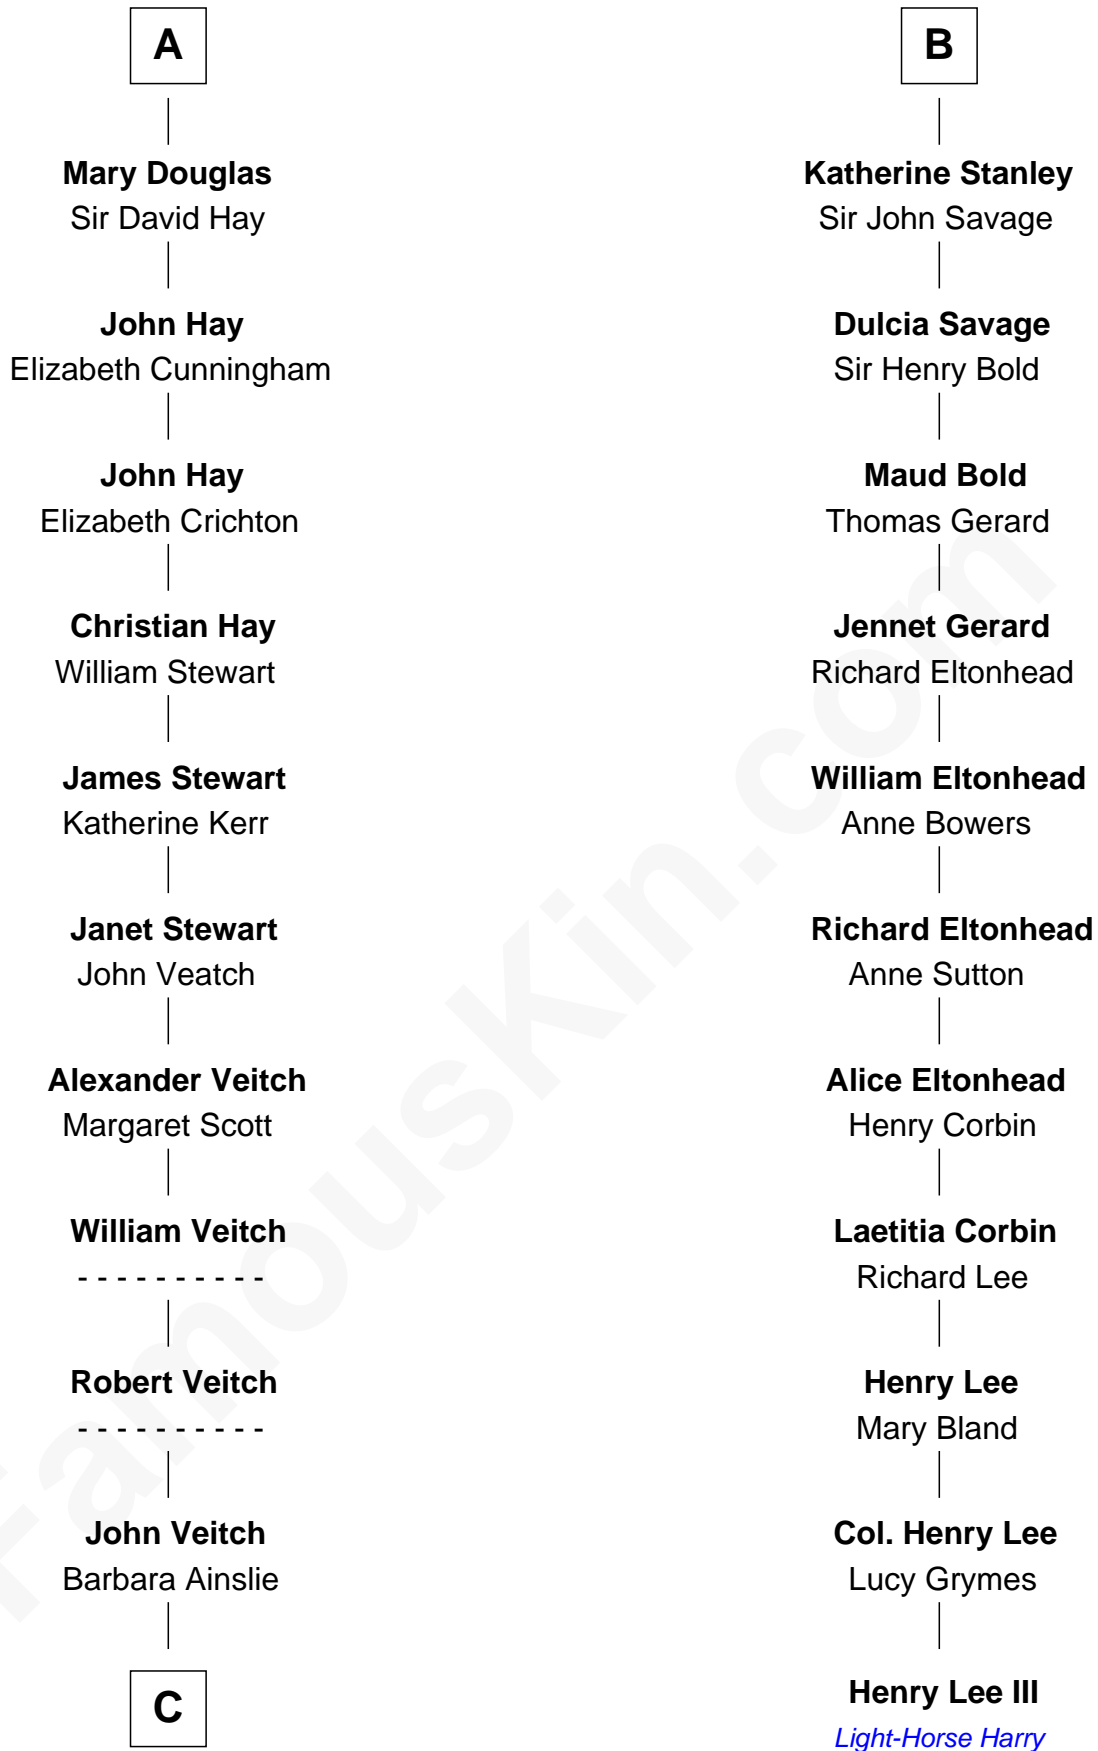 A
Mary Douglas
Sir David Hay
John Hay
Elizabeth Cunningham
John Hay
Elizabeth Crichton
Christian Hay
William Stewart
James Stewart
Katherine Kerr
Janet Stewart
John Veatch
Alexander Veitch
Margaret Scott
William Veitch
- - - - - - - - - -
Robert Veitch
- - - - - - - - - -
John Veitch
Barbara Ainslie
C
B
Katherine Stanley
Sir John Savage
Dulcia Savage
Sir Henry Bold
Maud Bold
Thomas Gerard
Jennet Gerard
Richard Eltonhead
William Eltonhead
Anne Bowers
Richard Eltonhead
Anne Sutton
Alice Eltonhead
Henry Corbin
Laetitia Corbin
Richard Lee
Henry Lee
Mary Bland
Col. Henry Lee
Lucy Grymes
Henry Lee III
Light-Horse Harry
FamousKin.com